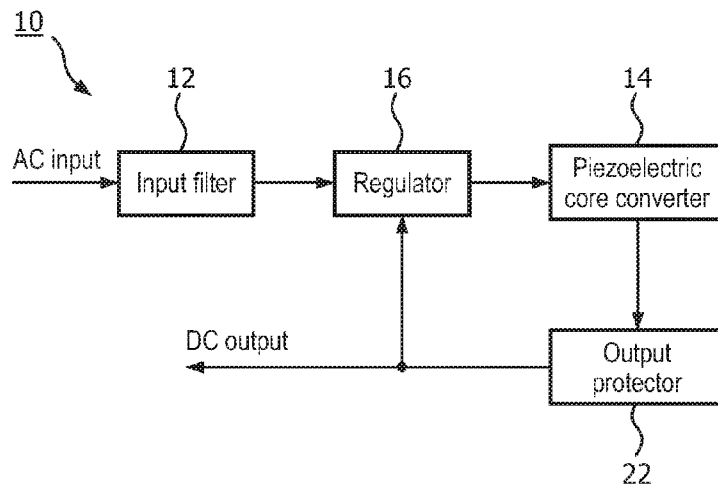 10
12
16
14
AC input
Input filter
Regulator
Piezoelectric
core converter
DC output
Output
protector
22